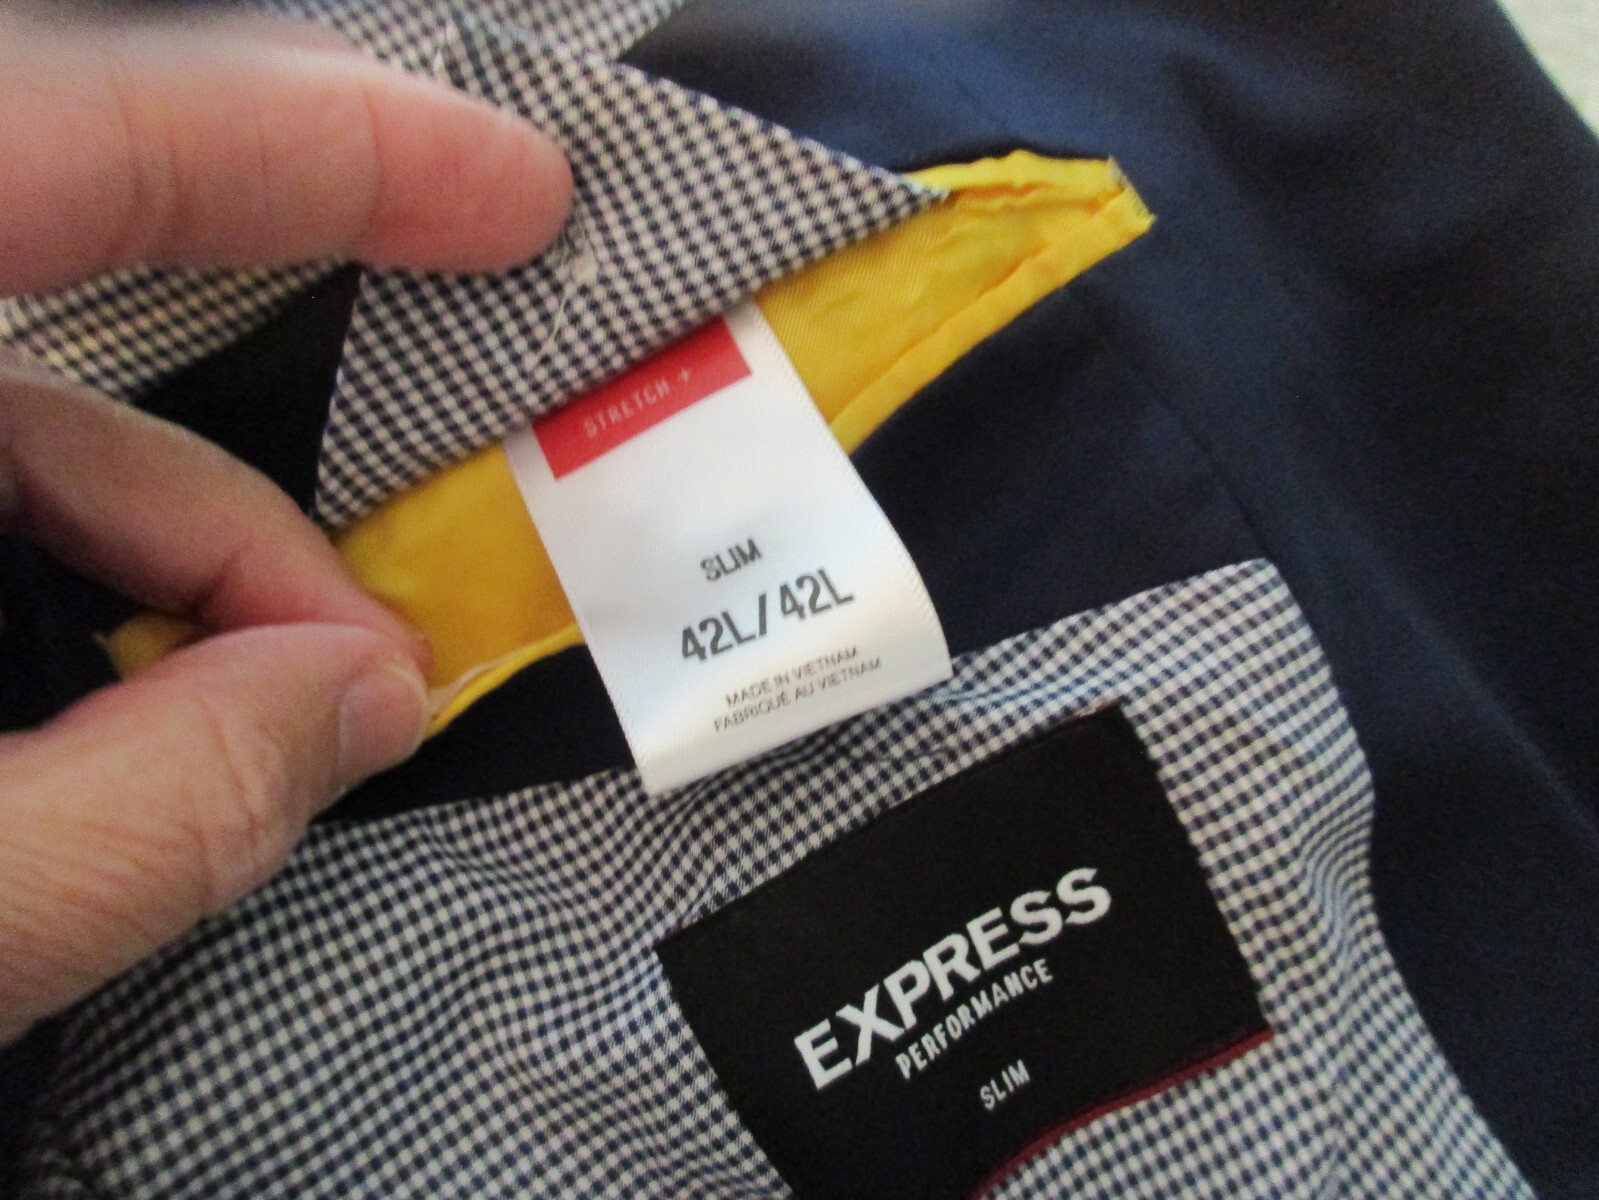 STRETCH +
SLIM
42L/42L
MADE IN VIETNAM
FABRIQUÉ AU VIETNAM
EXPRESS
PERFORMANCE
SLIM